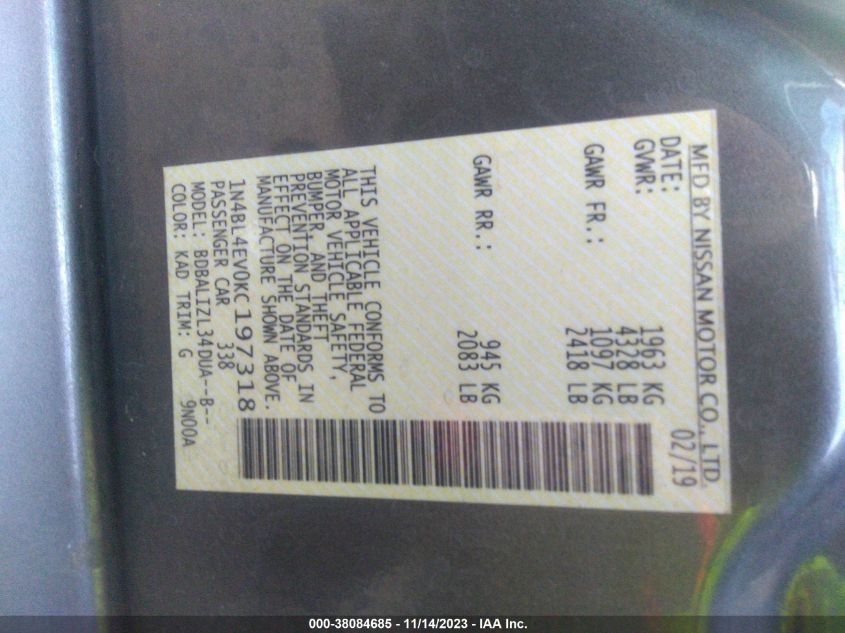 MFD BY NISSAN MOTOR CO., LTD.
DATE: 02/19
GVWR: 1963 KG
4328 LB
GAWR FR.: 1097 KG
2418 LB
GAWR RR.: 945 KG
2083 LB
THIS VEHICLE CONFORMS TO
ALL APPLICABLE FEDERAL
MOTOR VEHICLE SAFETY,
BUMPER, AND THEFT
PREVENTION STANDARDS IN
EFFECT ON THE DATE OF
MANUFACTURE SHOWN ABOVE.
1N4BL4EV0KC197318
PASSENGER CAR 338
MODEL: BDBALIZL34DUA--B--
COLOR: KAD TRIM: G 9N00A
000-38084685 - 11/14/2023 - IAA Inc.